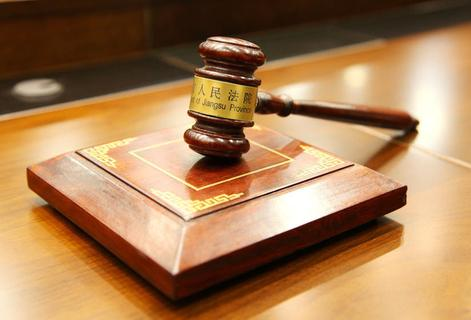 人民法院
of Jiangsu Province